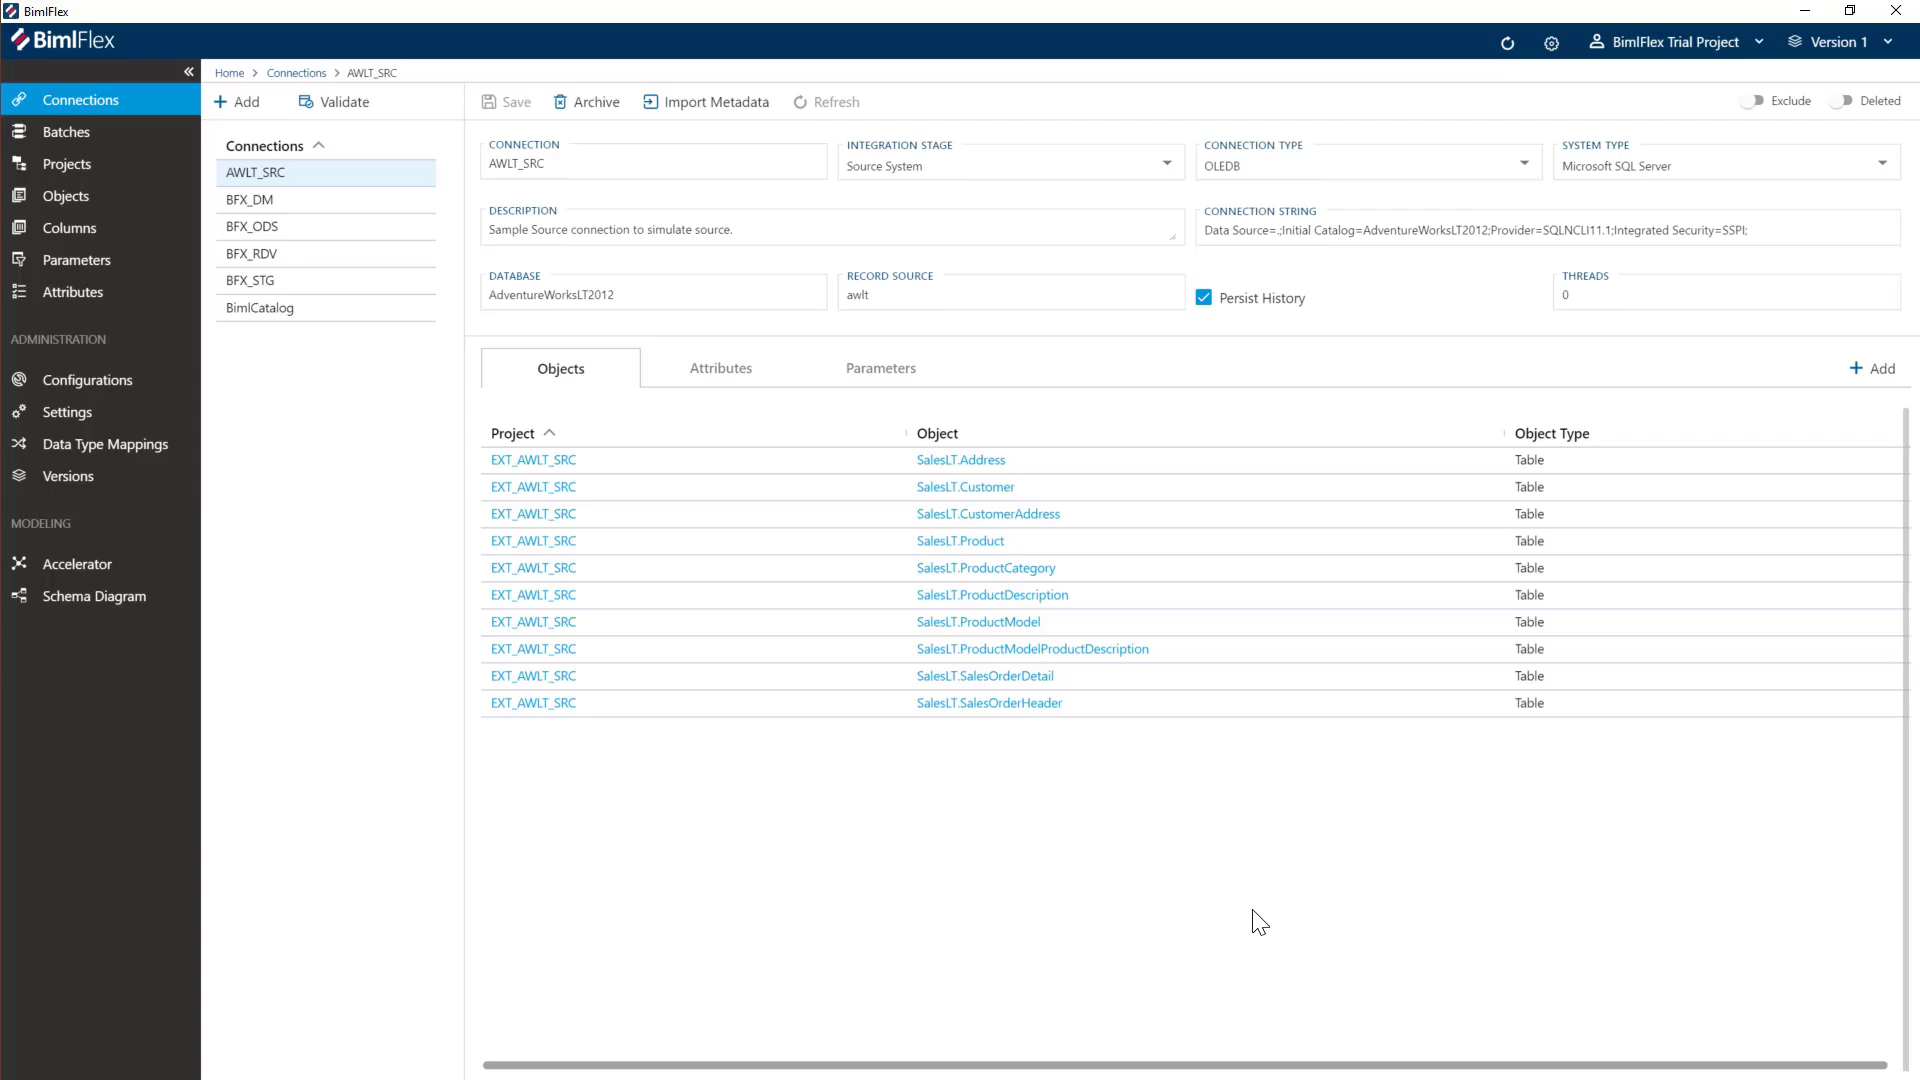 BimlFlex
BimlFlex
BimlFlex Trial Project
Version 1
Home > Connections > AWLT_SRC
Connections
Batches
Projects
Objects
Columns
Parameters
Attributes
ADMINISTRATION
Configurations
Settings
Data Type Mappings
Versions
MODELING
Accelerator
Schema Diagram
Add Validate
Connections
AWLT_SRC
BFX_DM
BFX_ODS
BFX_RDV
BFX_STG
BimlCatalog
Save Archive Import Metadata Refresh
Exclude Deleted
CONNECTION
AWLT_SRC
INTEGRATION STAGE
Source System
CONNECTION TYPE
OLEDB
SYSTEM TYPE
Microsoft SQL Server
DESCRIPTION
Sample Source connection to simulate source.
CONNECTION STRING
Data Source=.;Initial Catalog=AdventureWorksLT2012;Provider=SQLNCLI11.1;Integrated Security=SSPI;
DATABASE
AdventureWorksLT2012
RECORD SOURCE
awlt
Persist History
THREADS
0
Objects Attributes Parameters
Add
Project Object Object Type
EXT_AWLT_SRC SalesLT.Address Table
EXT_AWLT_SRC SalesLT.Customer Table
EXT_AWLT_SRC SalesLT.CustomerAddress Table
EXT_AWLT_SRC SalesLT.Product Table
EXT_AWLT_SRC SalesLT.ProductCategory Table
EXT_AWLT_SRC SalesLT.ProductDescription Table
EXT_AWLT_SRC SalesLT.ProductModel Table
EXT_AWLT_SRC SalesLT.ProductModelProductDescription Table
EXT_AWLT_SRC SalesLT.SalesOrderDetail Table
EXT_AWLT_SRC SalesLT.SalesOrderHeader Table